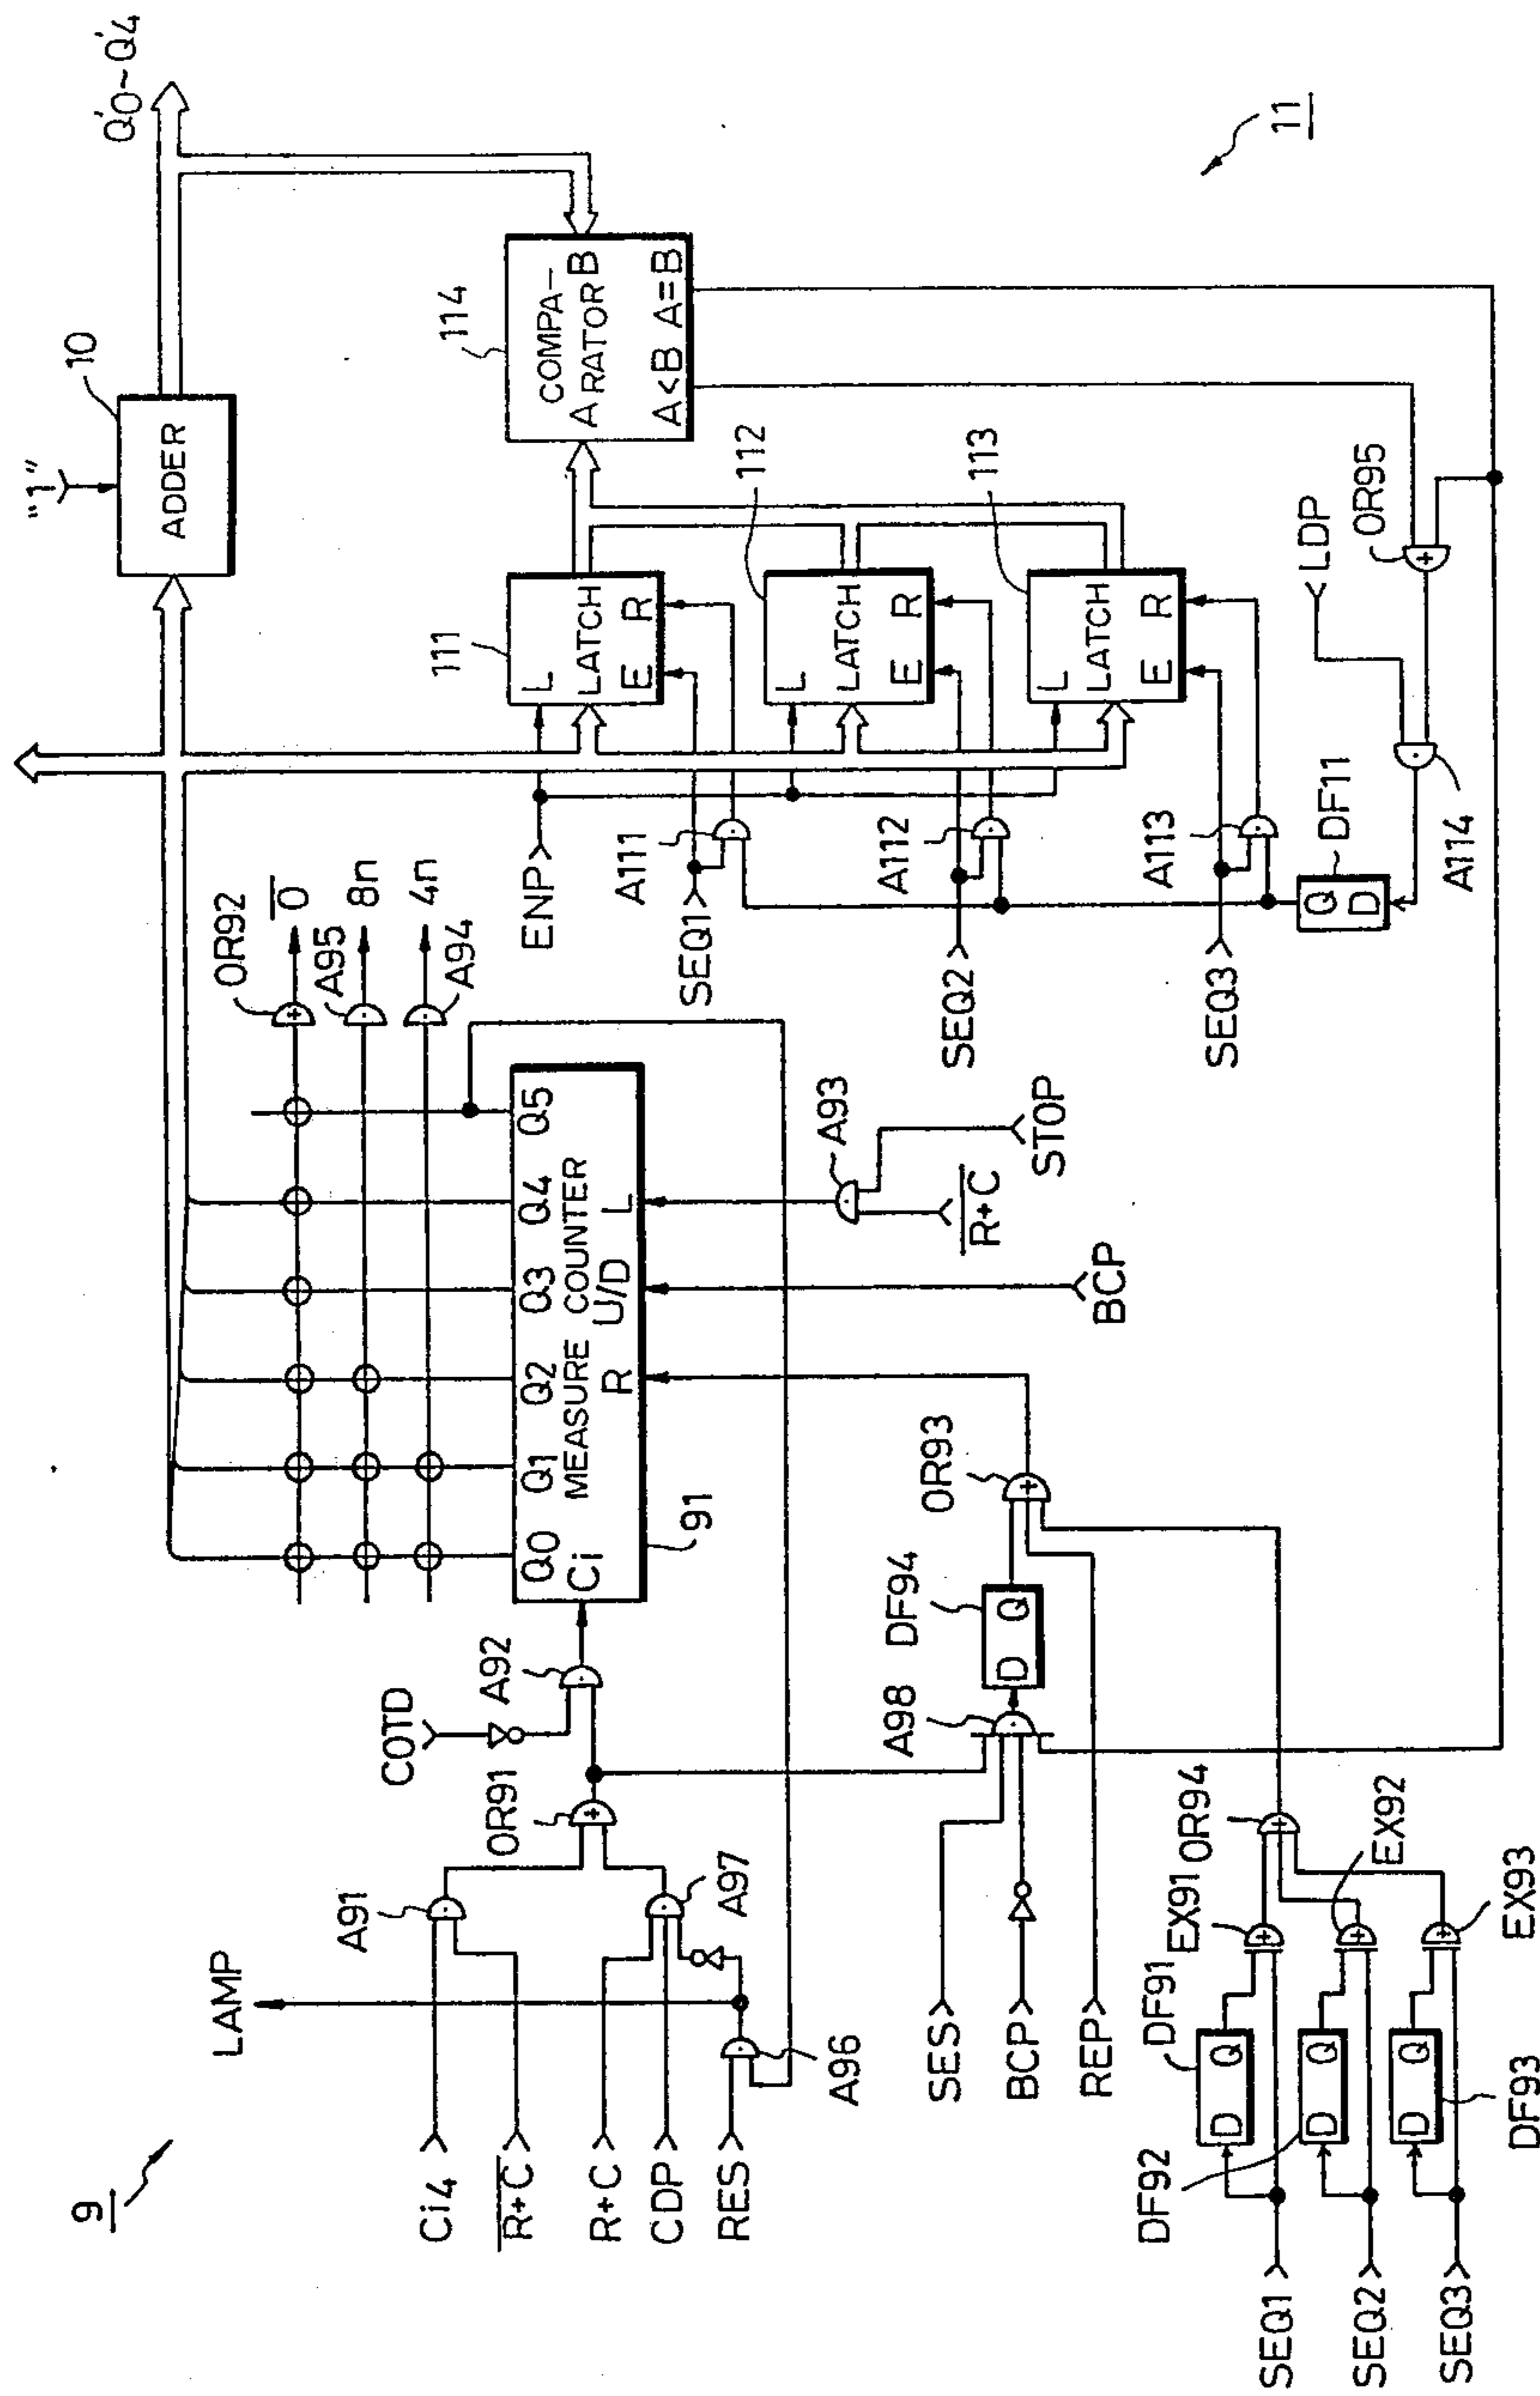 9
LAMP
Ci4
R+C
R+C
CDP
RES
A91
A97
A96
OR91
COTD
A92
Q0 Q1 Q2 Q3 Q4 Q5
Ci MEASURE COUNTER
R U/D L
91
OR92
0
A95
8n
4n
A94
A93
R+C
STOP
BCP
SES
BCP
REP
A98
DF94
D Q
OR93
SEQ1
SEQ2
SEQ3
DF91
D Q
DF92
D Q
DF93
D Q
EX91
EX92
EX93
OR94
"1"
10
ADDER
Q'0~Q'4
ENP
SEQ1
A111
SEQ2
A112
SEQ3
A113
111
L
LATCH
E R
112
L
LATCH
E R
113
L
LATCH
E R
114
COMPA-
A RATOR B
A<B A=B
DF11
Q
D
A114
LDP
OR95
11